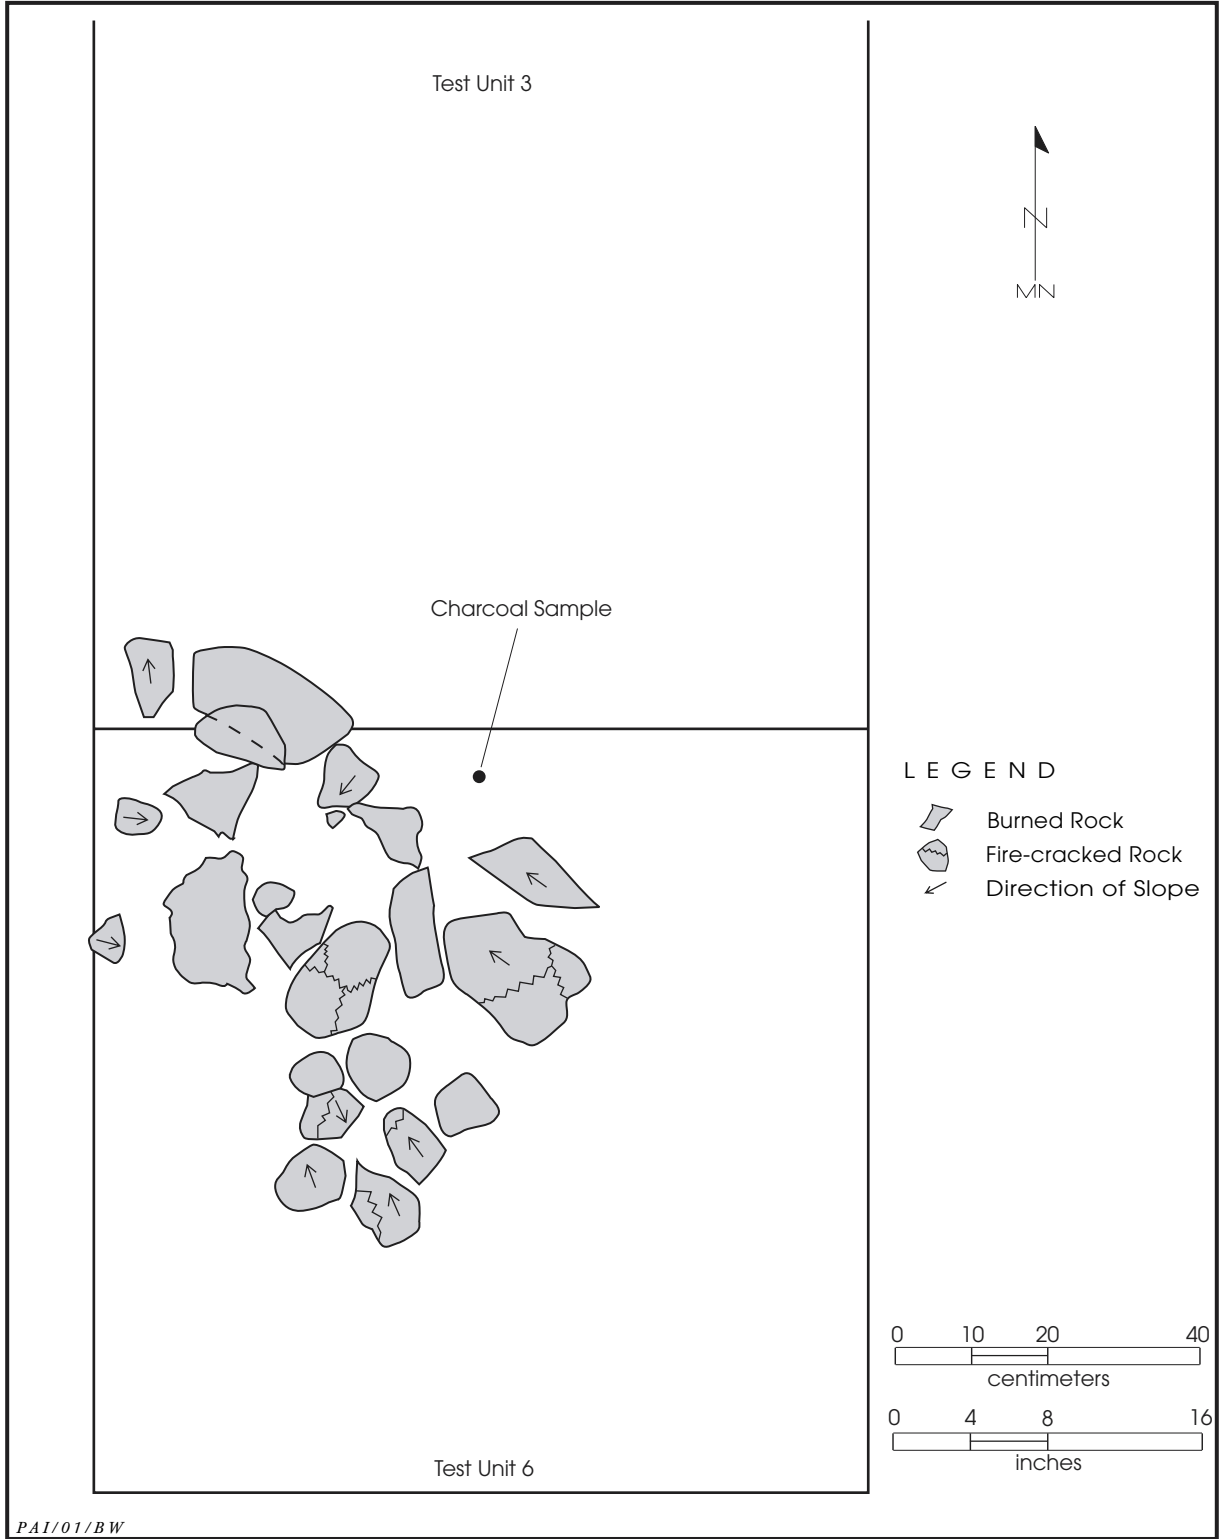 Test Unit 3
N
MN
Charcoal Sample
LEGEND
Burned Rock
Fire-cracked Rock
Direction of Slope
0 10 20 40
centimeters
0 4 8 16
inches
Test Unit 6
PAI/01/BW